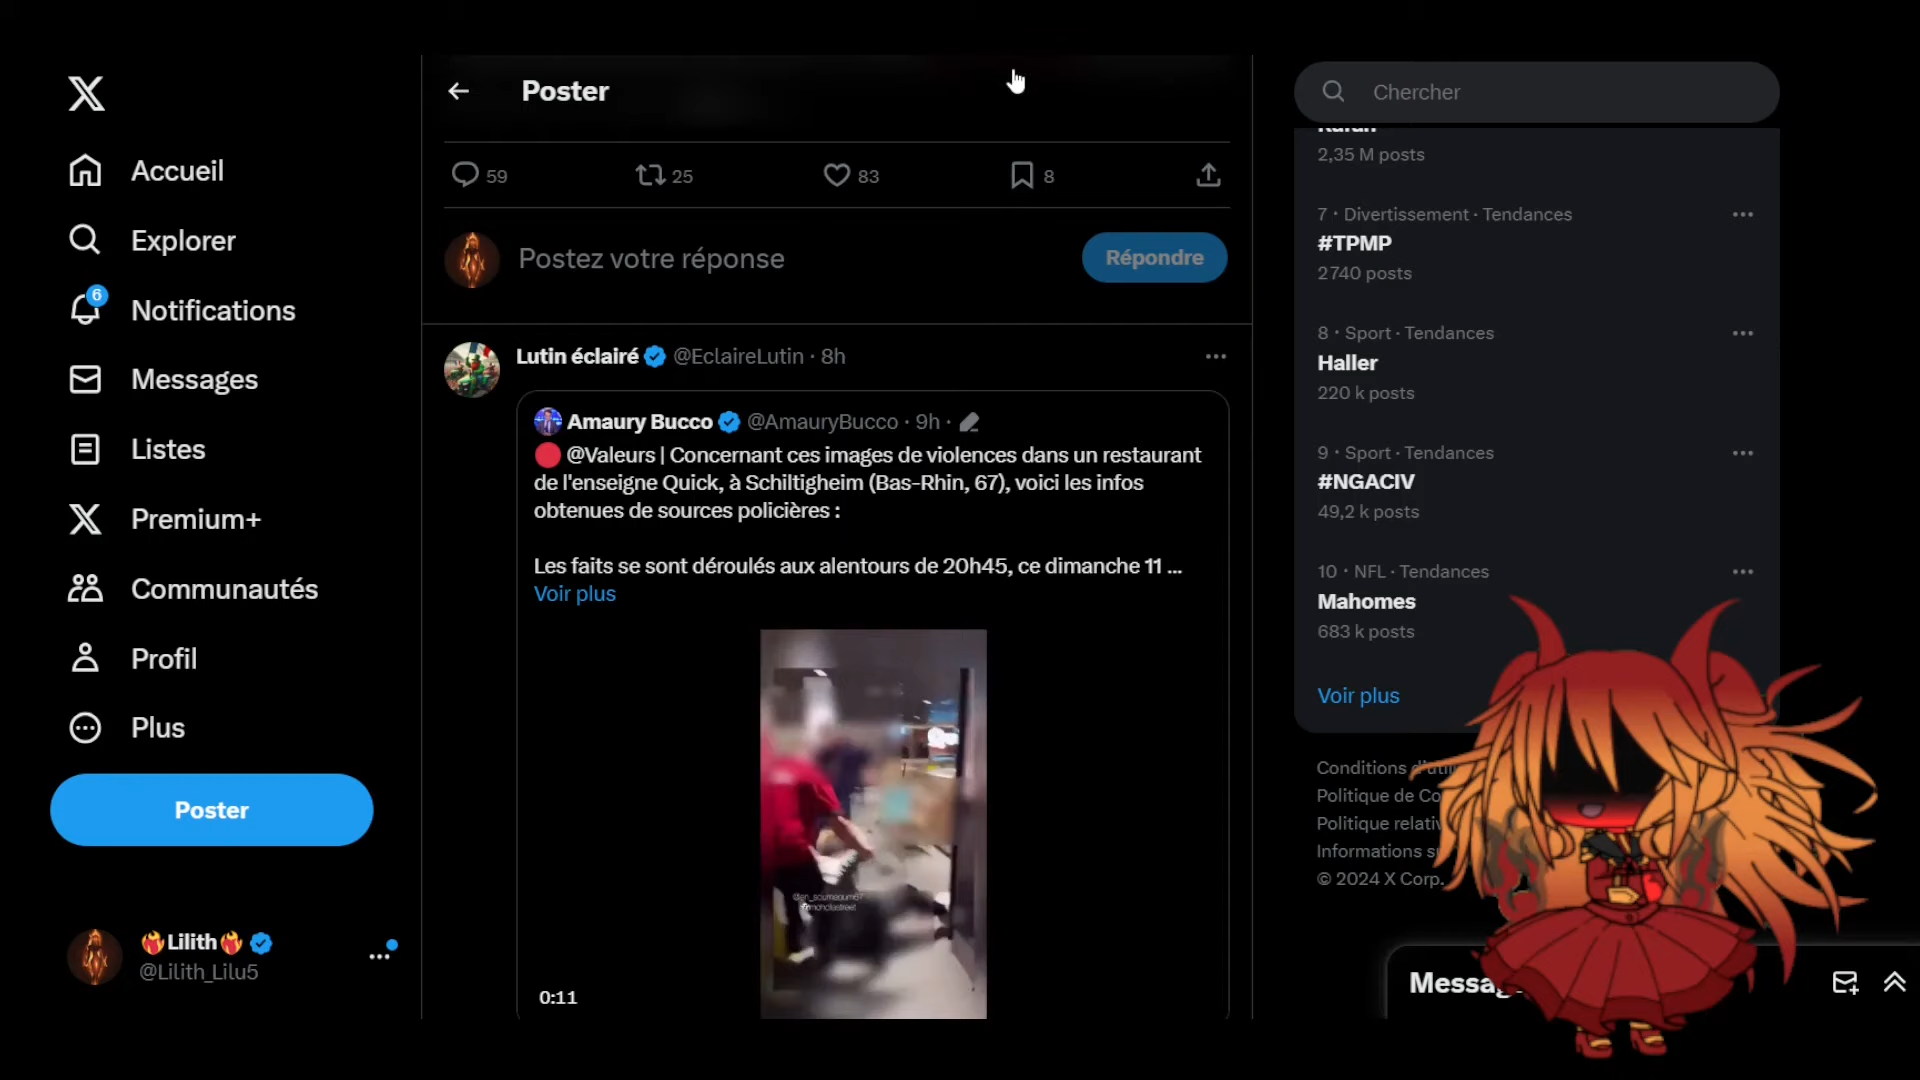 Accueil
Explorer
6
Notifications
Messages
Listes
Premium+
Communautés
Profil
Plus
Poster
Lilith
@Lilith_Lilu5
Poster
59
25
83
8
Postez votre réponse
Répondre
Lutin éclairé @EclaireLutin · 8h
Amaury Bucco @AmauryBucco · 9h ·
@Valeurs | Concernant ces images de violences dans un restaurant
de l'enseigne Quick, à Schiltigheim (Bas-Rhin, 67), voici les infos
obtenues de sources policières :
Les faits se sont déroulés aux alentours de 20h45, ce dimanche 11 ...
Voir plus
0:11
Chercher
2,35 M posts
7 · Divertissement · Tendances
#TPMP
2740 posts
8 · Sport · Tendances
Haller
220 k posts
9 · Sport · Tendances
#NGACIV
49,2 k posts
10 · NFL · Tendances
Mahomes
683 k posts
Voir plus
Conditions
Politique de
Politique
Informations
© 2024 X Corp.